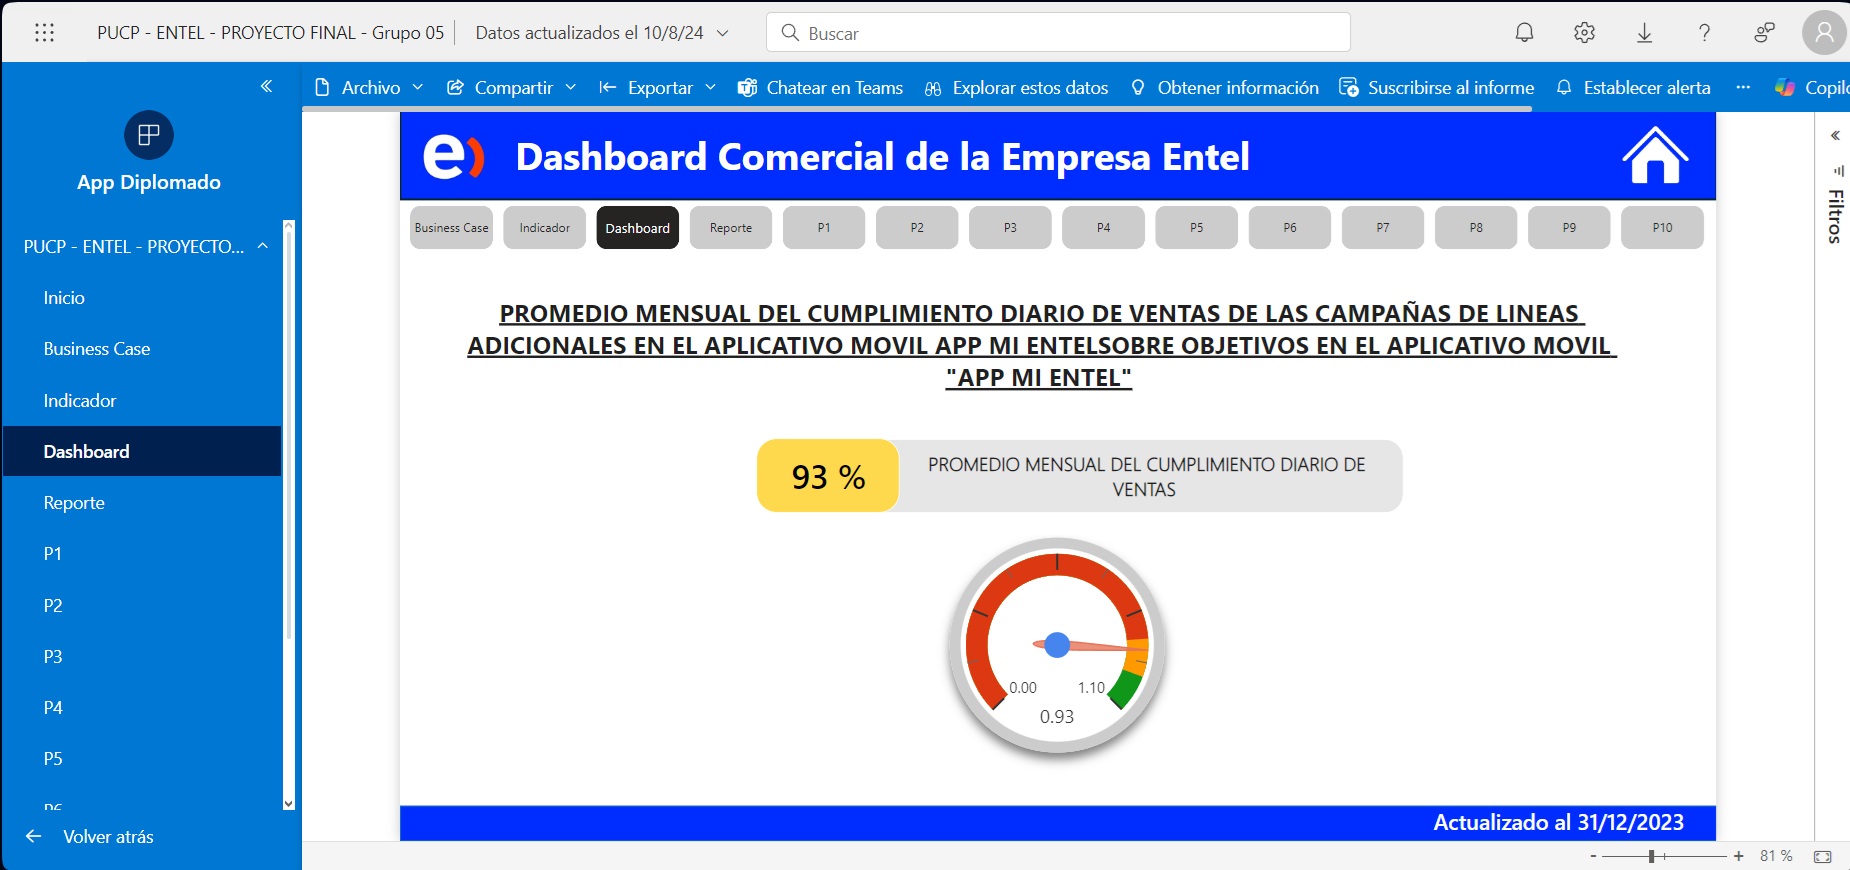 PUCP - ENTEL - PROYECTO FINAL - Grupo 05
Datos actualizados el 10/8/24
Buscar
Archivo
Compartir
Exportar
Chatear en Teams
Explorar estos datos
Obtener información
Suscribirse al informe
Establecer alerta
App Diplomado
PUCP - ENTEL - PROYECTO...
Inicio
Business Case
Indicador
Dashboard
Reporte
P1
P2
P3
P4
P5
P6
Volver atrás
e)
Dashboard Comercial de la Empresa Entel
Business Case
Indicador
Dashboard
Reporte
P1
P2
P3
P4
P5
P6
P7
P8
P9
P10
PROMEDIO MENSUAL DEL CUMPLIMIENTO DIARIO DE VENTAS DE LAS CAMPAÑAS DE LINEAS
ADICIONALES EN EL APLICATIVO MOVIL APP MI ENTELSOBRE OBJETIVOS EN EL APLICATIVO MOVIL
"APP MI ENTEL"
93 %
PROMEDIO MENSUAL DEL CUMPLIMIENTO DIARIO DE
VENTAS
0.00
1.10
0.93
Actualizado al 31/12/2023
Filtros
- + 81 %